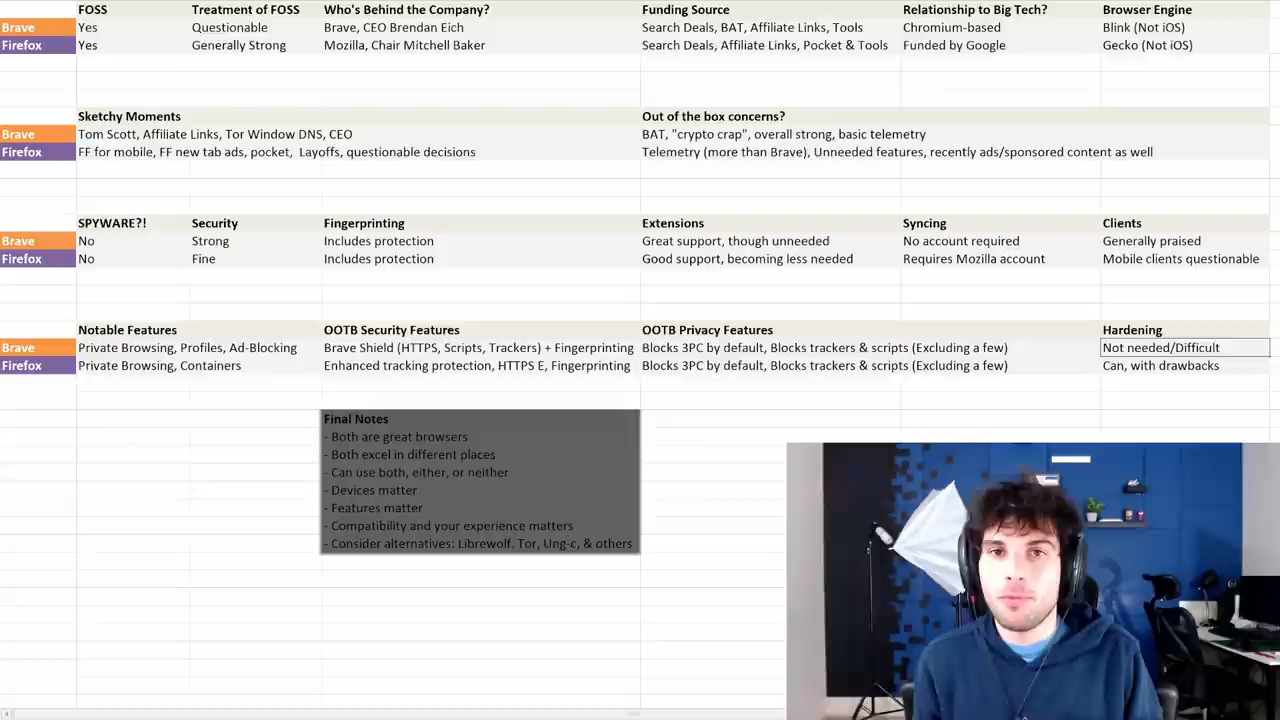 FOSS Treatment of FOSS Who's Behind the Company? Funding Source Relationship to Big Tech? Browser Engine
Brave Yes Questionable Brave, CEO Brendan Eich Search Deals, BAT, Affiliate Links, Tools Chromium-based Blink (Not iOS)
Firefox Yes Generally Strong Mozilla, Chair Mitchell Baker Search Deals, Affiliate Links, Pocket & Tools Funded by Google Gecko (Not iOS)
Sketchy Moments Out of the box concerns?
Brave Tom Scott, Affiliate Links, Tor Window DNS, CEO BAT, "crypto crap", overall strong, basic telemetry
Firefox FF for mobile, FF new tab ads, pocket, Layoffs, questionable decisions Telemetry (more than Brave), Unneeded features, recently ads/sponsored content as well
SPYWARE?! Security Fingerprinting Extensions Syncing Clients
Brave No Strong Includes protection Great support, though unneeded No account required Generally praised
Firefox No Fine Includes protection Good support, becoming less needed Requires Mozilla account Mobile clients questionable
Notable Features OOTB Security Features OOTB Privacy Features Hardening
Brave Private Browsing, Profiles, Ad-Blocking Brave Shield (HTTPS, Scripts, Trackers) + Fingerprinting Blocks 3PC by default, Blocks trackers & scripts (Excluding a few) Not needed/Difficult
Firefox Private Browsing, Containers Enhanced tracking protection, HTTPS E, Fingerprinting Blocks 3PC by default, Blocks trackers & scripts (Excluding a few) Can, with drawbacks
Final Notes
- Both are great browsers
- Both excel in different places
- Can use both, either, or neither
- Devices matter
- Features matter
- Compatibility and your experience matters
- Consider alternatives: Librewolf, Tor, Ung-c, & others